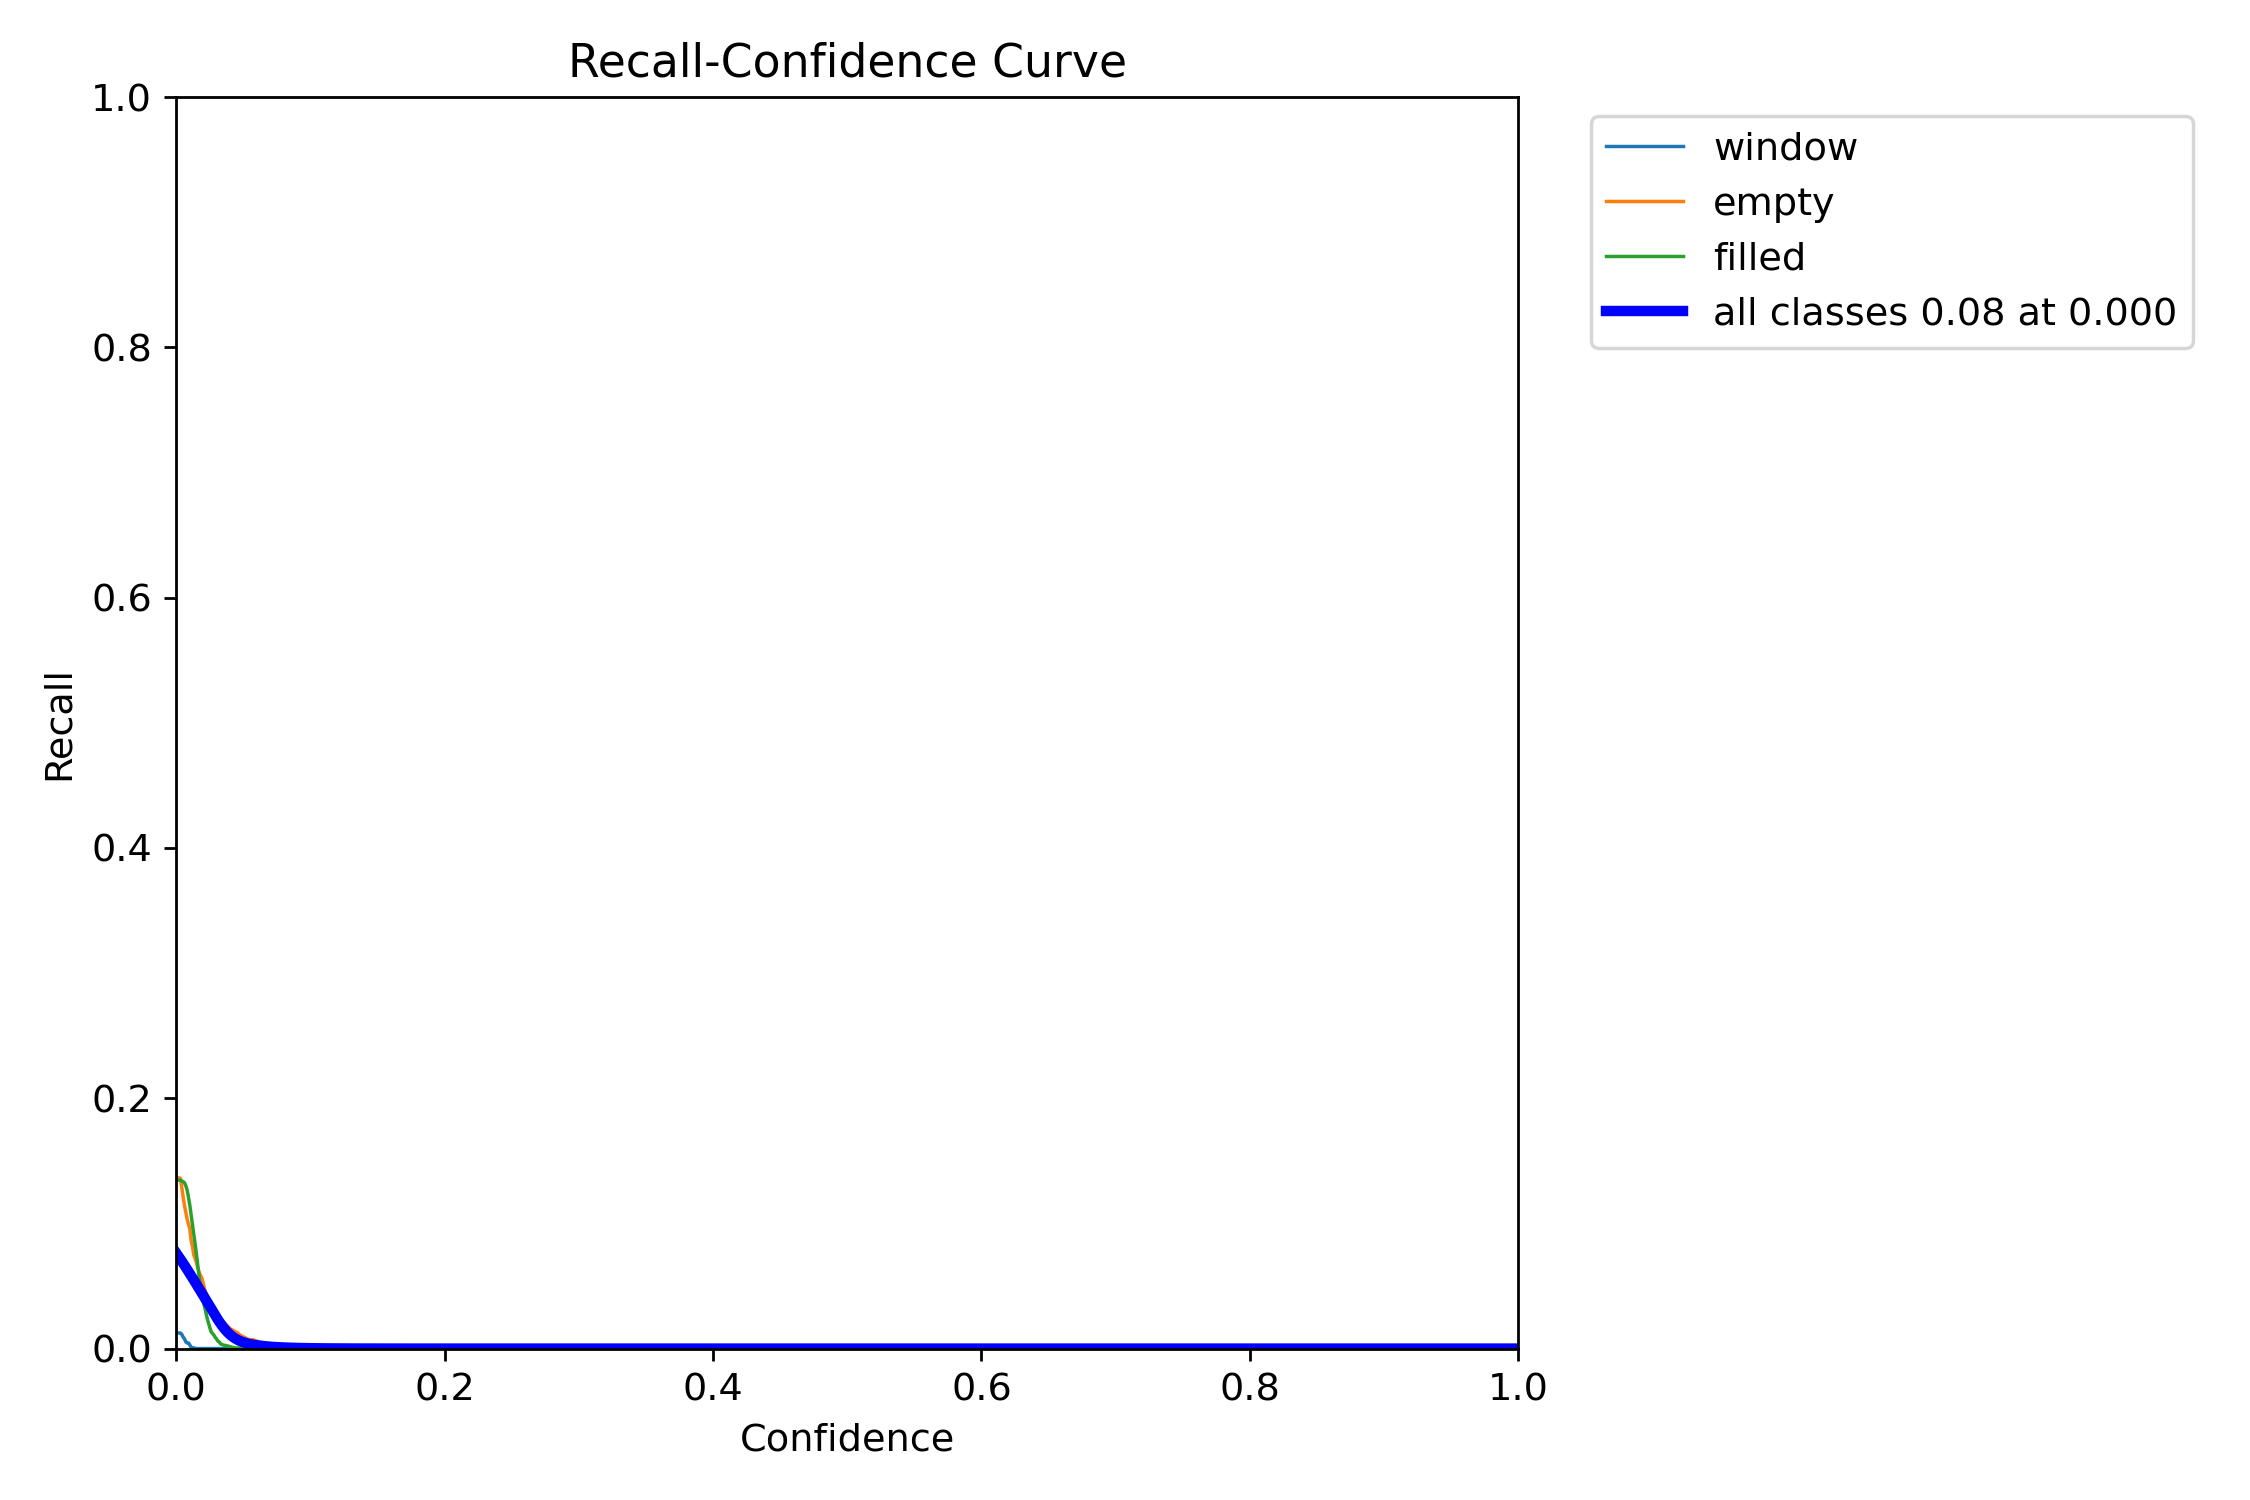 Recall-Confidence Curve
1.0
0.8
0.6
0.4
0.2
0.0
Recall
0.0 0.2 0.4 0.6 0.8 1.0
Confidence
window
empty
filled
all classes 0.08 at 0.000